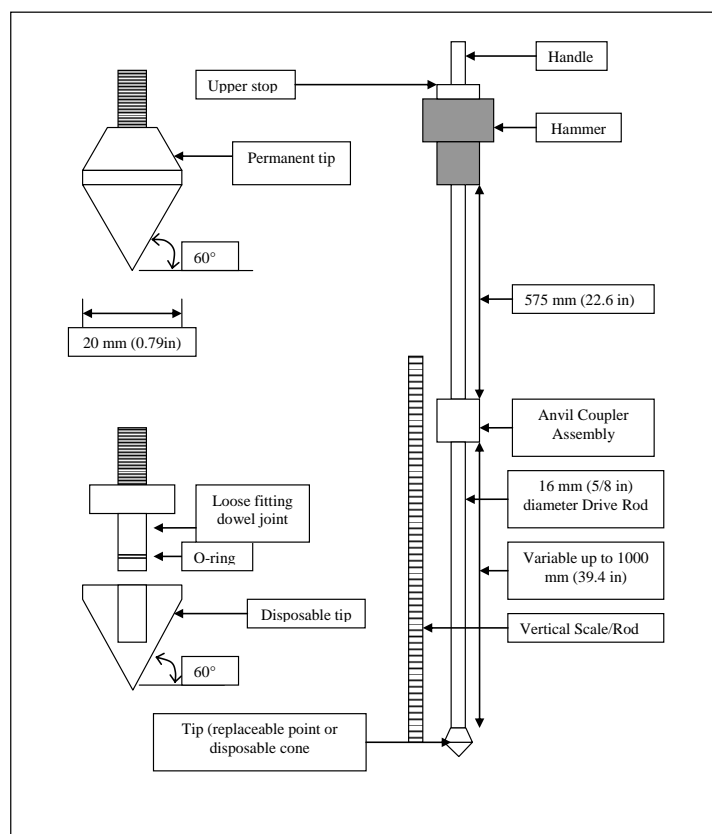 Handle
Upper stop
Hammer
Permanent tip
60°
575 mm (22.6 in)
20 mm (0.79in)
Anvil Coupler
Assembly
Loose fitting
dowel joint
16 mm (5/8 in)
diameter Drive Rod
O-ring
Variable up to 1000
mm (39.4 in)
Disposable tip
Vertical Scale/Rod
60°
Tip (replaceable point or
disposable cone